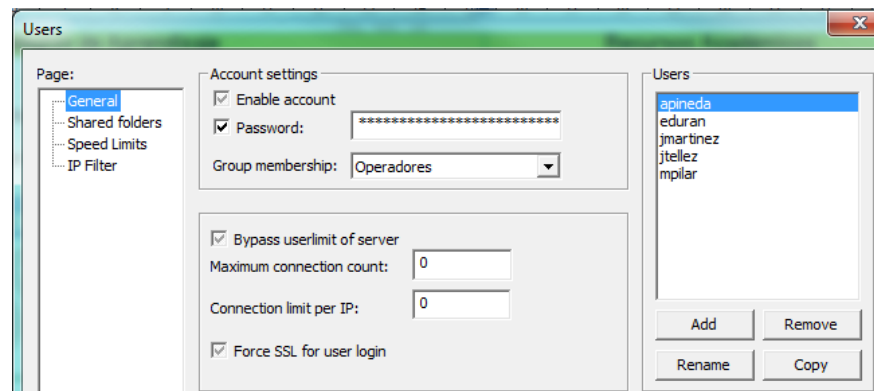 Users
Page:
General
Shared folders
Speed Limits
IP Filter
Account settings
Enable account
Password: **************************
Group membership: Operadores
Bypass userlimit of server
Maximum connection count: 0
Connection limit per IP: 0
Force SSL for user login
Users
apineda
eduran
jmartinez
jtellez
mpilar
Add Remove
Rename Copy